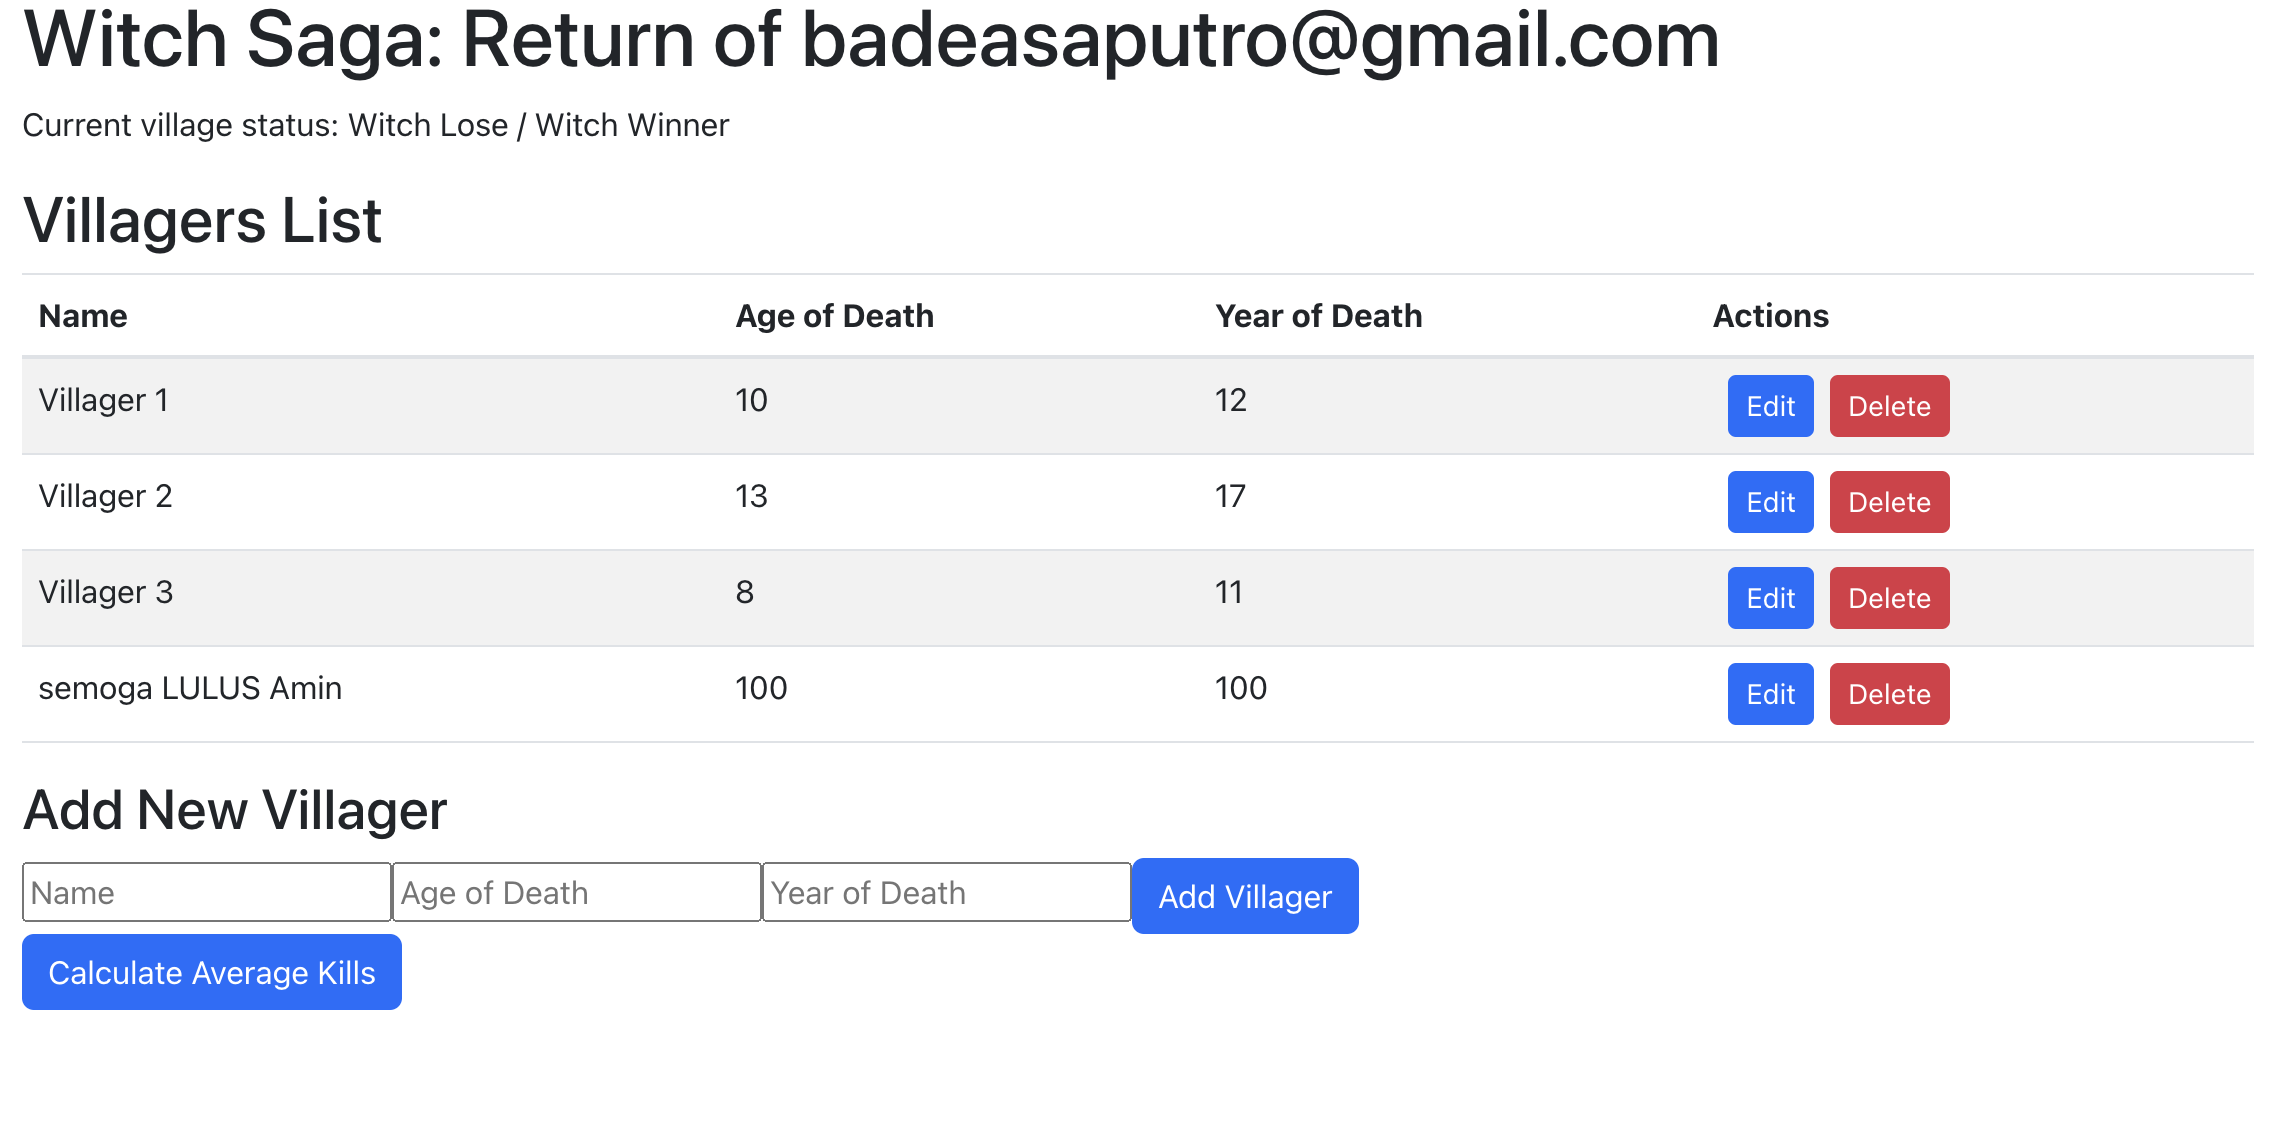 Witch Saga: Return of badeasaputro@gmail.com
Current village status: Witch Lose / Witch Winner
Villagers List
Name Age of Death Year of Death Actions
Villager 1 10 12 Edit Delete
Villager 2 13 17 Edit Delete
Villager 3 8 11 Edit Delete
semoga LULUS Amin 100 100 Edit Delete
Add New Villager
Name Age of Death Year of Death Add Villager
Calculate Average Kills